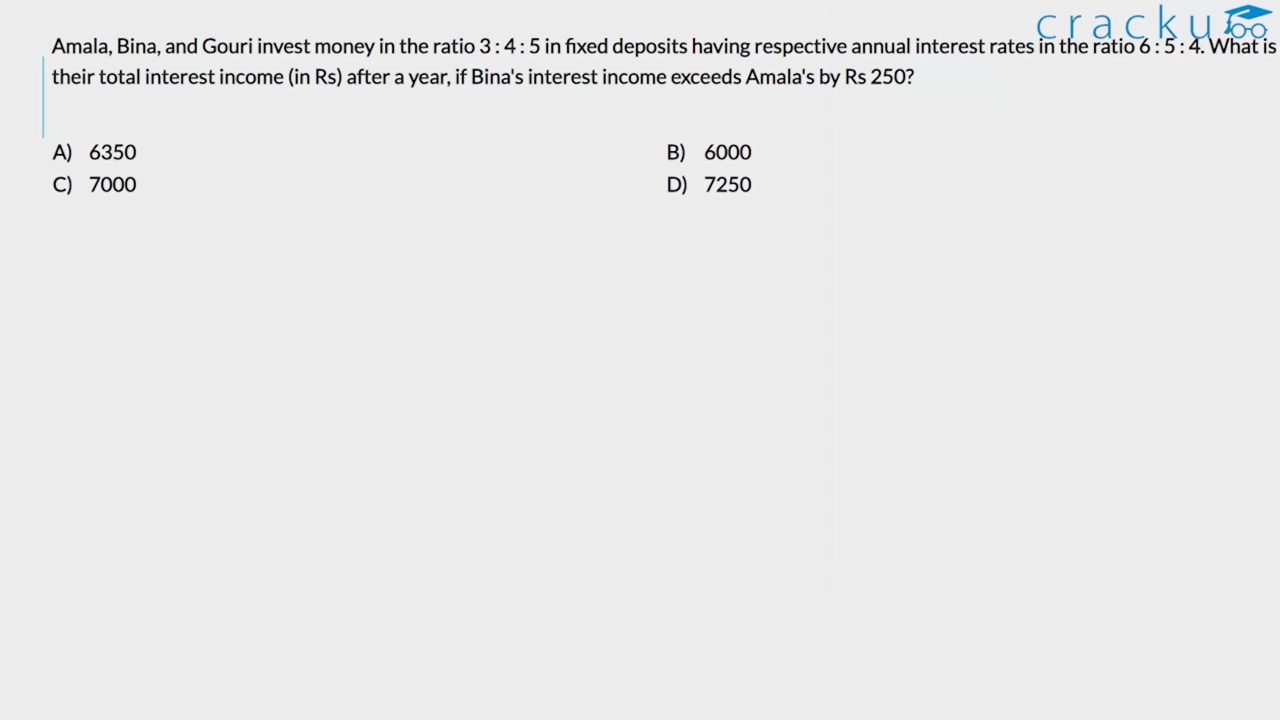 cracku
Amala, Bina, and Gouri invest money in the ratio 3 : 4 : 5 in fixed deposits having respective annual interest rates in the ratio 6 : 5 : 4. What is
their total interest income (in Rs) after a year, if Bina's interest income exceeds Amala's by Rs 250?
A) 6350
B) 6000
C) 7000
D) 7250